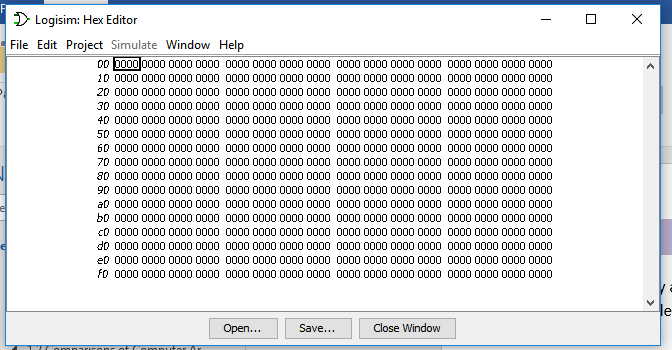 Logisim: Hex Editor
File Edit Project Simulate Window Help
00 0000 0000 0000 0000 0000 0000 0000 0000 0000 0000 0000 0000 0000 0000 0000 0000
10 0000 0000 0000 0000 0000 0000 0000 0000 0000 0000 0000 0000 0000 0000 0000 0000
20 0000 0000 0000 0000 0000 0000 0000 0000 0000 0000 0000 0000 0000 0000 0000 0000
30 0000 0000 0000 0000 0000 0000 0000 0000 0000 0000 0000 0000 0000 0000 0000 0000
40 0000 0000 0000 0000 0000 0000 0000 0000 0000 0000 0000 0000 0000 0000 0000 0000
50 0000 0000 0000 0000 0000 0000 0000 0000 0000 0000 0000 0000 0000 0000 0000 0000
60 0000 0000 0000 0000 0000 0000 0000 0000 0000 0000 0000 0000 0000 0000 0000 0000
70 0000 0000 0000 0000 0000 0000 0000 0000 0000 0000 0000 0000 0000 0000 0000 0000
80 0000 0000 0000 0000 0000 0000 0000 0000 0000 0000 0000 0000 0000 0000 0000 0000
90 0000 0000 0000 0000 0000 0000 0000 0000 0000 0000 0000 0000 0000 0000 0000 0000
a0 0000 0000 0000 0000 0000 0000 0000 0000 0000 0000 0000 0000 0000 0000 0000 0000
b0 0000 0000 0000 0000 0000 0000 0000 0000 0000 0000 0000 0000 0000 0000 0000 0000
c0 0000 0000 0000 0000 0000 0000 0000 0000 0000 0000 0000 0000 0000 0000 0000 0000
d0 0000 0000 0000 0000 0000 0000 0000 0000 0000 0000 0000 0000 0000 0000 0000 0000
e0 0000 0000 0000 0000 0000 0000 0000 0000 0000 0000 0000 0000 0000 0000 0000 0000
f0 0000 0000 0000 0000 0000 0000 0000 0000 0000 0000 0000 0000 0000 0000 0000 0000
Open... Save... Close Window